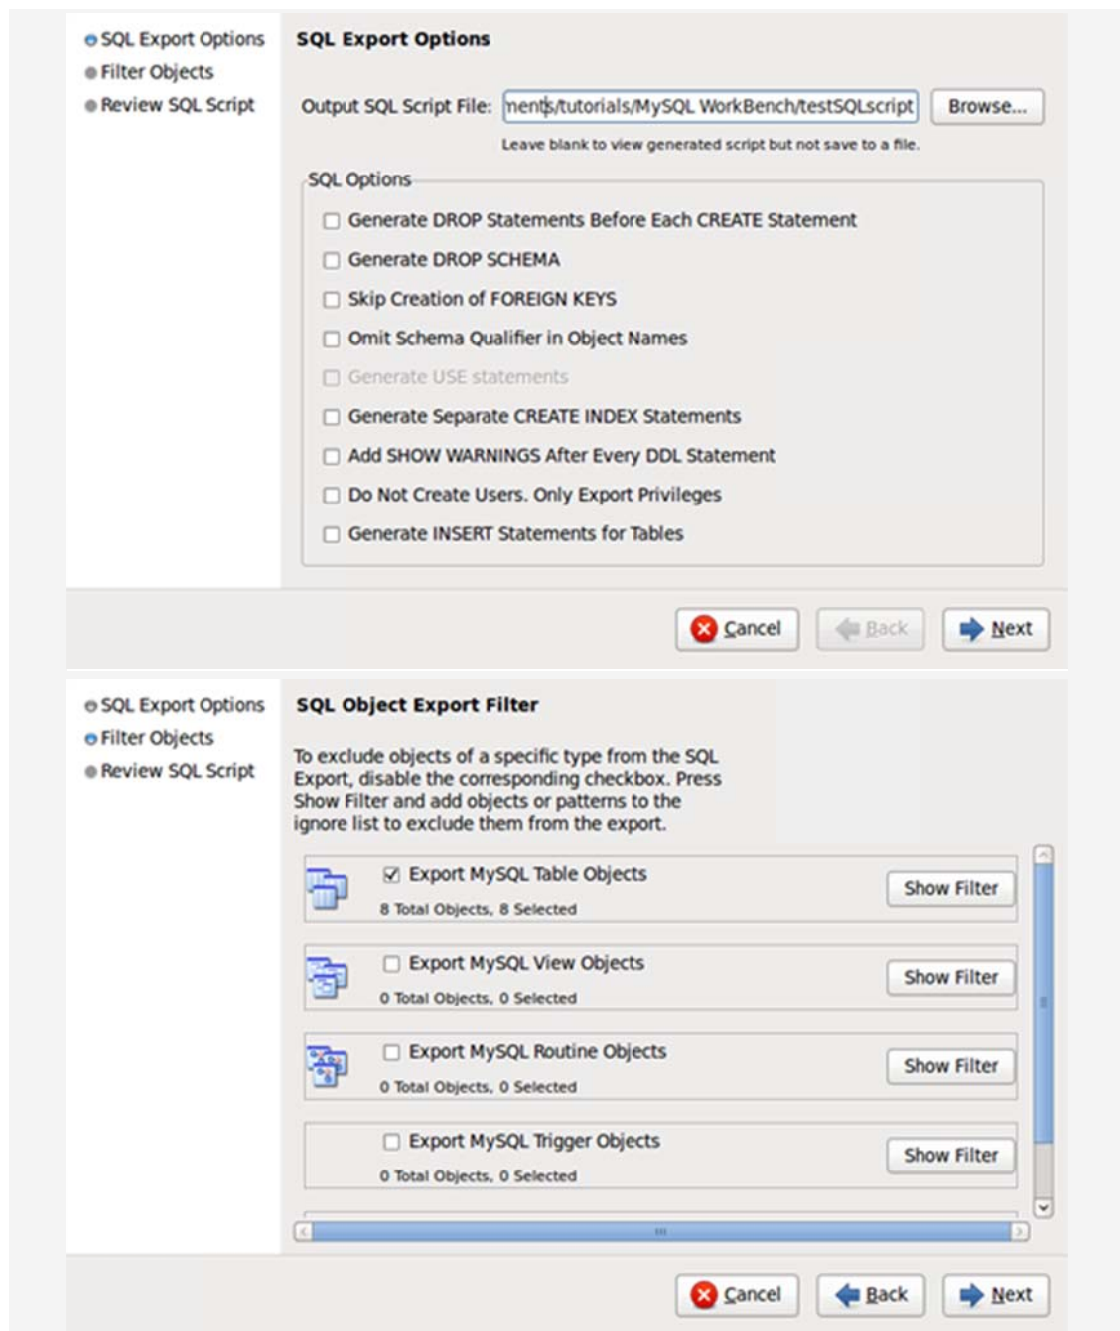 SQL Export Options
Filter Objects
Review SQL Script
SQL Export Options
Output SQL Script File: ments/tutorials/MySQL WorkBench/testSQLscript Browse...
Leave blank to view generated script but not save to a file.
SQL Options
Generate DROP Statements Before Each CREATE Statement
Generate DROP SCHEMA
Skip Creation of FOREIGN KEYS
Omit Schema Qualifier in Object Names
Generate USE statements
Generate Separate CREATE INDEX Statements
Add SHOW WARNINGS After Every DDL Statement
Do Not Create Users. Only Export Privileges
Generate INSERT Statements for Tables
Cancel Back Next
SQL Export Options
Filter Objects
Review SQL Script
SQL Object Export Filter
To exclude objects of a specific type from the SQL
Export, disable the corresponding checkbox. Press
Show Filter and add objects or patterns to the
ignore list to exclude them from the export.
Export MySQL Table Objects
8 Total Objects, 8 Selected
Show Filter
Export MySQL View Objects
0 Total Objects, 0 Selected
Show Filter
Export MySQL Routine Objects
0 Total Objects, 0 Selected
Show Filter
Export MySQL Trigger Objects
0 Total Objects, 0 Selected
Show Filter
Cancel Back Next